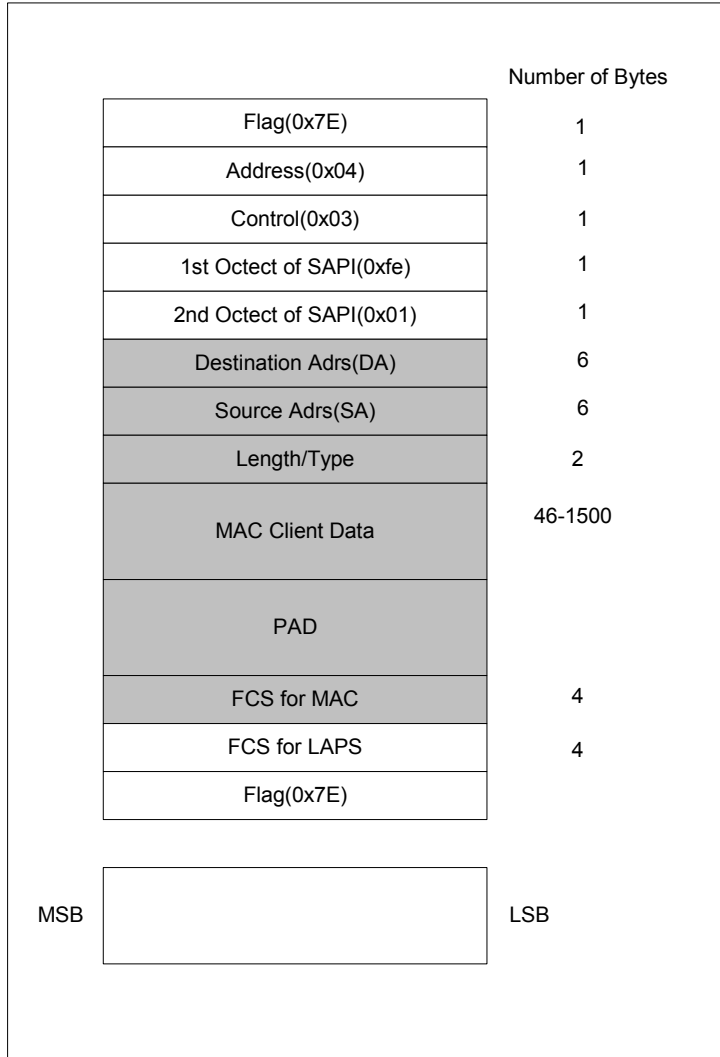 Number of Bytes
Flag(0x7E) 1
Address(0x04) 1
Control(0x03) 1
1st Octect of SAPI(0xfe) 1
2nd Octect of SAPI(0x01) 1
Destination Adrs(DA) 6
Source Adrs(SA) 6
Length/Type 2
MAC Client Data 46-1500
PAD
FCS for MAC 4
FCS for LAPS 4
Flag(0x7E)
MSB LSB